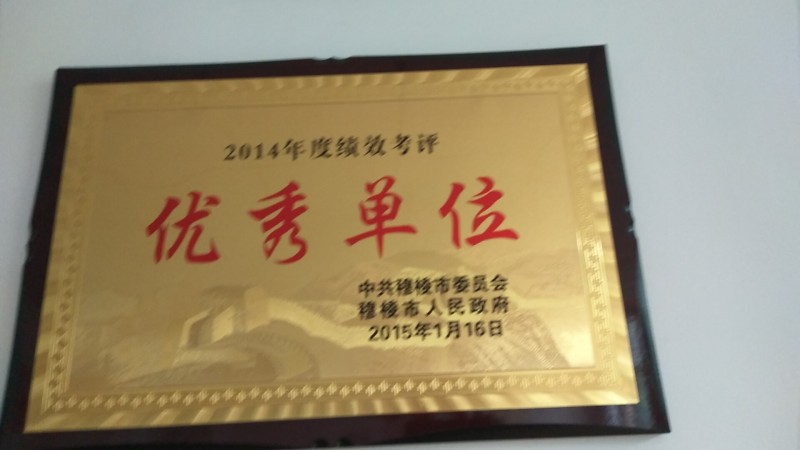 2014年度绩效考评
优秀单位
中共穆棱市委员会
穆棱市人民政府
2015年1月16日